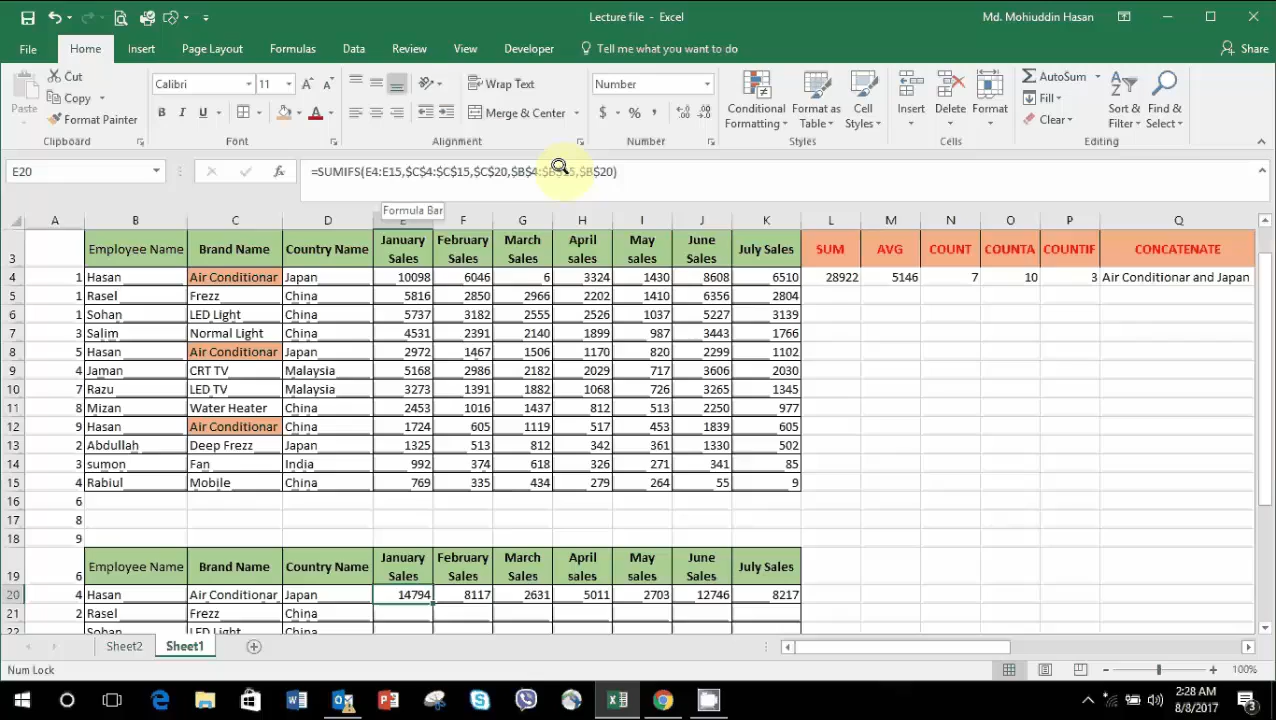 Lecture file - Excel
Md. Mohiuddin Hasan
File Home Insert Page Layout Formulas Data Review View Developer Tell me what you want to do Share
Cut
Copy
Format Painter
Paste
Clipboard
Calibri 11
B I U
Font
Wrap Text
Merge & Center
Alignment
Number
$ %
Number
Conditional Formatting
Format as Table
Cell Styles
Styles
Insert Delete Format
Cells
AutoSum
Fill
Clear
Sort & Filter
Find & Select
Editing
E20
=SUMIFS(E4:E15,$C$4:$C$15,$C$20,$B$4:$B$15,$B$20)
Formula Bar
A B C D E F G H I J K L M N O P Q
3 Employee Name Brand Name Country Name January Sales February Sales March Sales April sales May sales June Sales July Sales SUM AVG COUNT COUNTA COUNTIF CONCATENATE
4 1 Hasan Air Conditionar Japan 10098 6046 6 3324 1430 8608 6510 28922 5146 7 10 3 Air Conditionar and Japan
5 1 Rasel Frezz China 5816 2850 2966 2202 1410 6356 2804
6 1 Sohan LED Light China 5737 3182 2555 2526 1037 5227 3139
7 3 Salim Normal Light China 4531 2391 2140 1899 987 3443 1766
8 5 Hasan Air Conditionar Japan 2972 1467 1506 1170 820 2299 1102
9 4 Jaman CRT TV Malaysia 5168 2986 2182 2029 717 3606 2030
10 7 Razu LED TV Malaysia 3273 1391 1882 1068 726 3265 1345
11 8 Mizan Water Heater China 2453 1016 1437 812 513 2250 977
12 9 Hasan Air Conditionar China 1724 605 1119 517 453 1839 605
13 2 Abdullah Deep Frezz Japan 1325 513 812 342 361 1330 502
14 3 sumon Fan India 992 374 618 326 271 341 85
15 4 Rabiul Mobile China 769 335 434 279 264 55 9
16 6
17 8
18 9
19 6 Employee Name Brand Name Country Name January Sales February Sales March Sales April sales May sales June Sales July Sales
20 4 Hasan Air Conditionar Japan 14794 8117 2631 5011 2703 12746 8217
21 2 Rasel Frezz China
22 Sohan LED Light China
Sheet2 Sheet1
Num Lock
100%
2:28 AM
8/8/2017
3